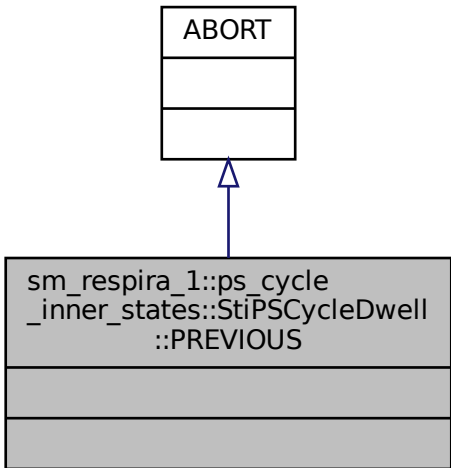 ABORT
sm_respira_1::ps_cycle
_inner_states::StiPSCycleDwell
::PREVIOUS